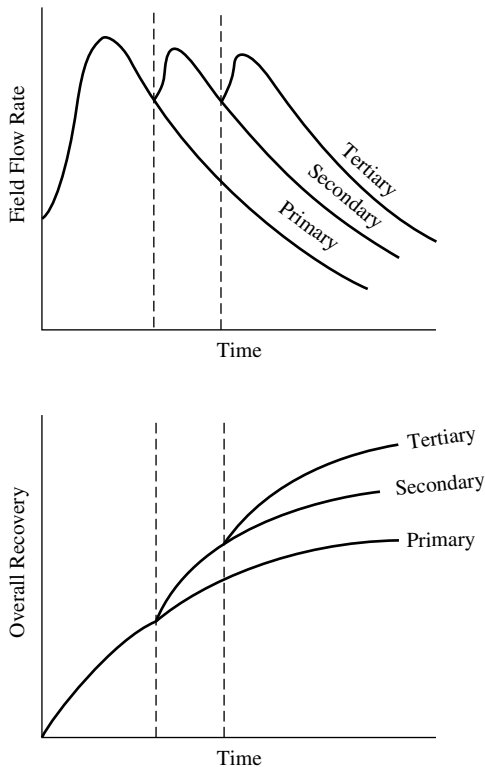 Field Flow Rate
Tertiary
Secondary
Primary
Time
Overall Recovery
Tertiary
Secondary
Primary
Time